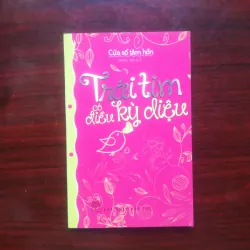 Cửa sổ tâm hồn
Trái tim
có
điều kỳ diệu